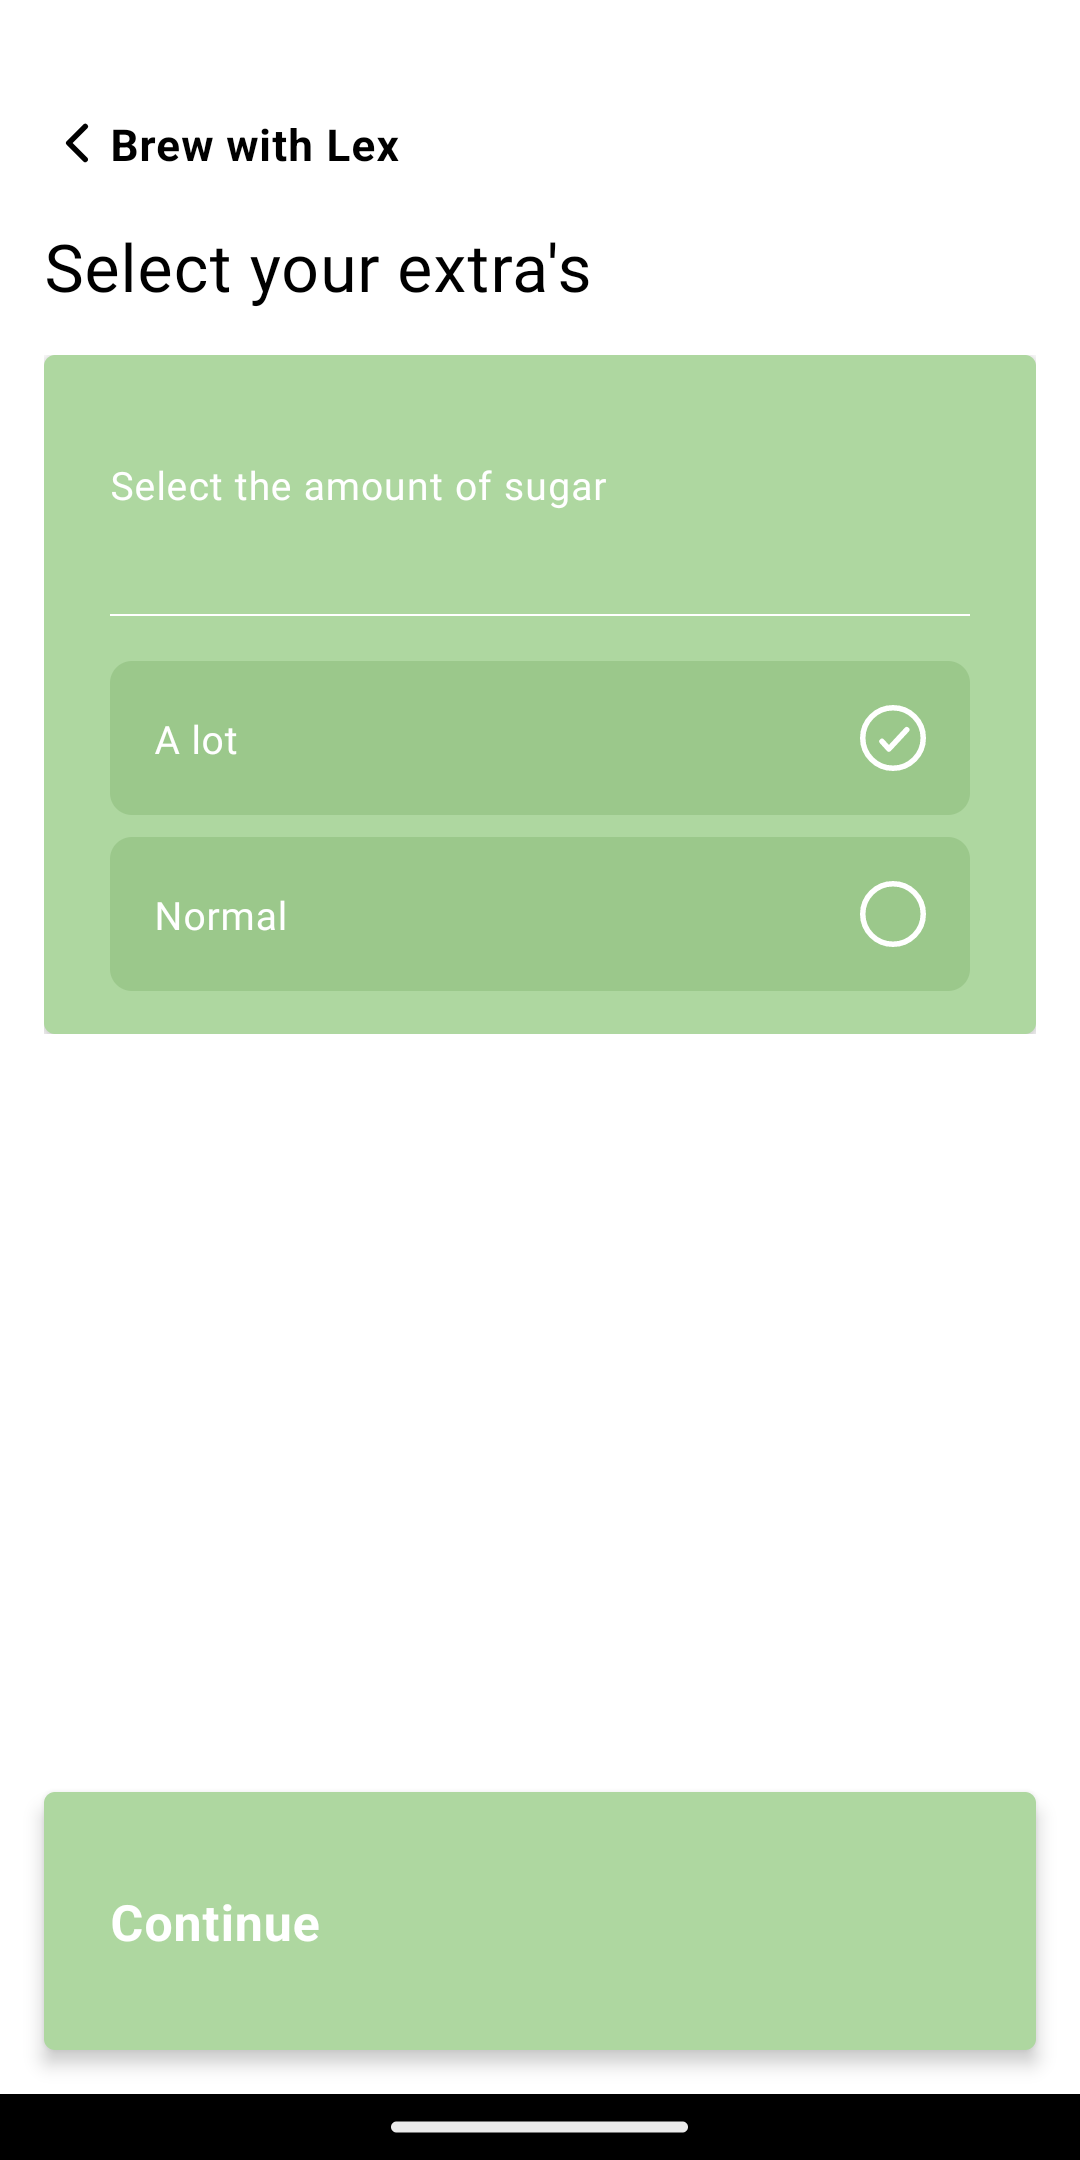 Brew with Lex
Select your extra's
Select the amount of sugar
A lot
Normal
Continue